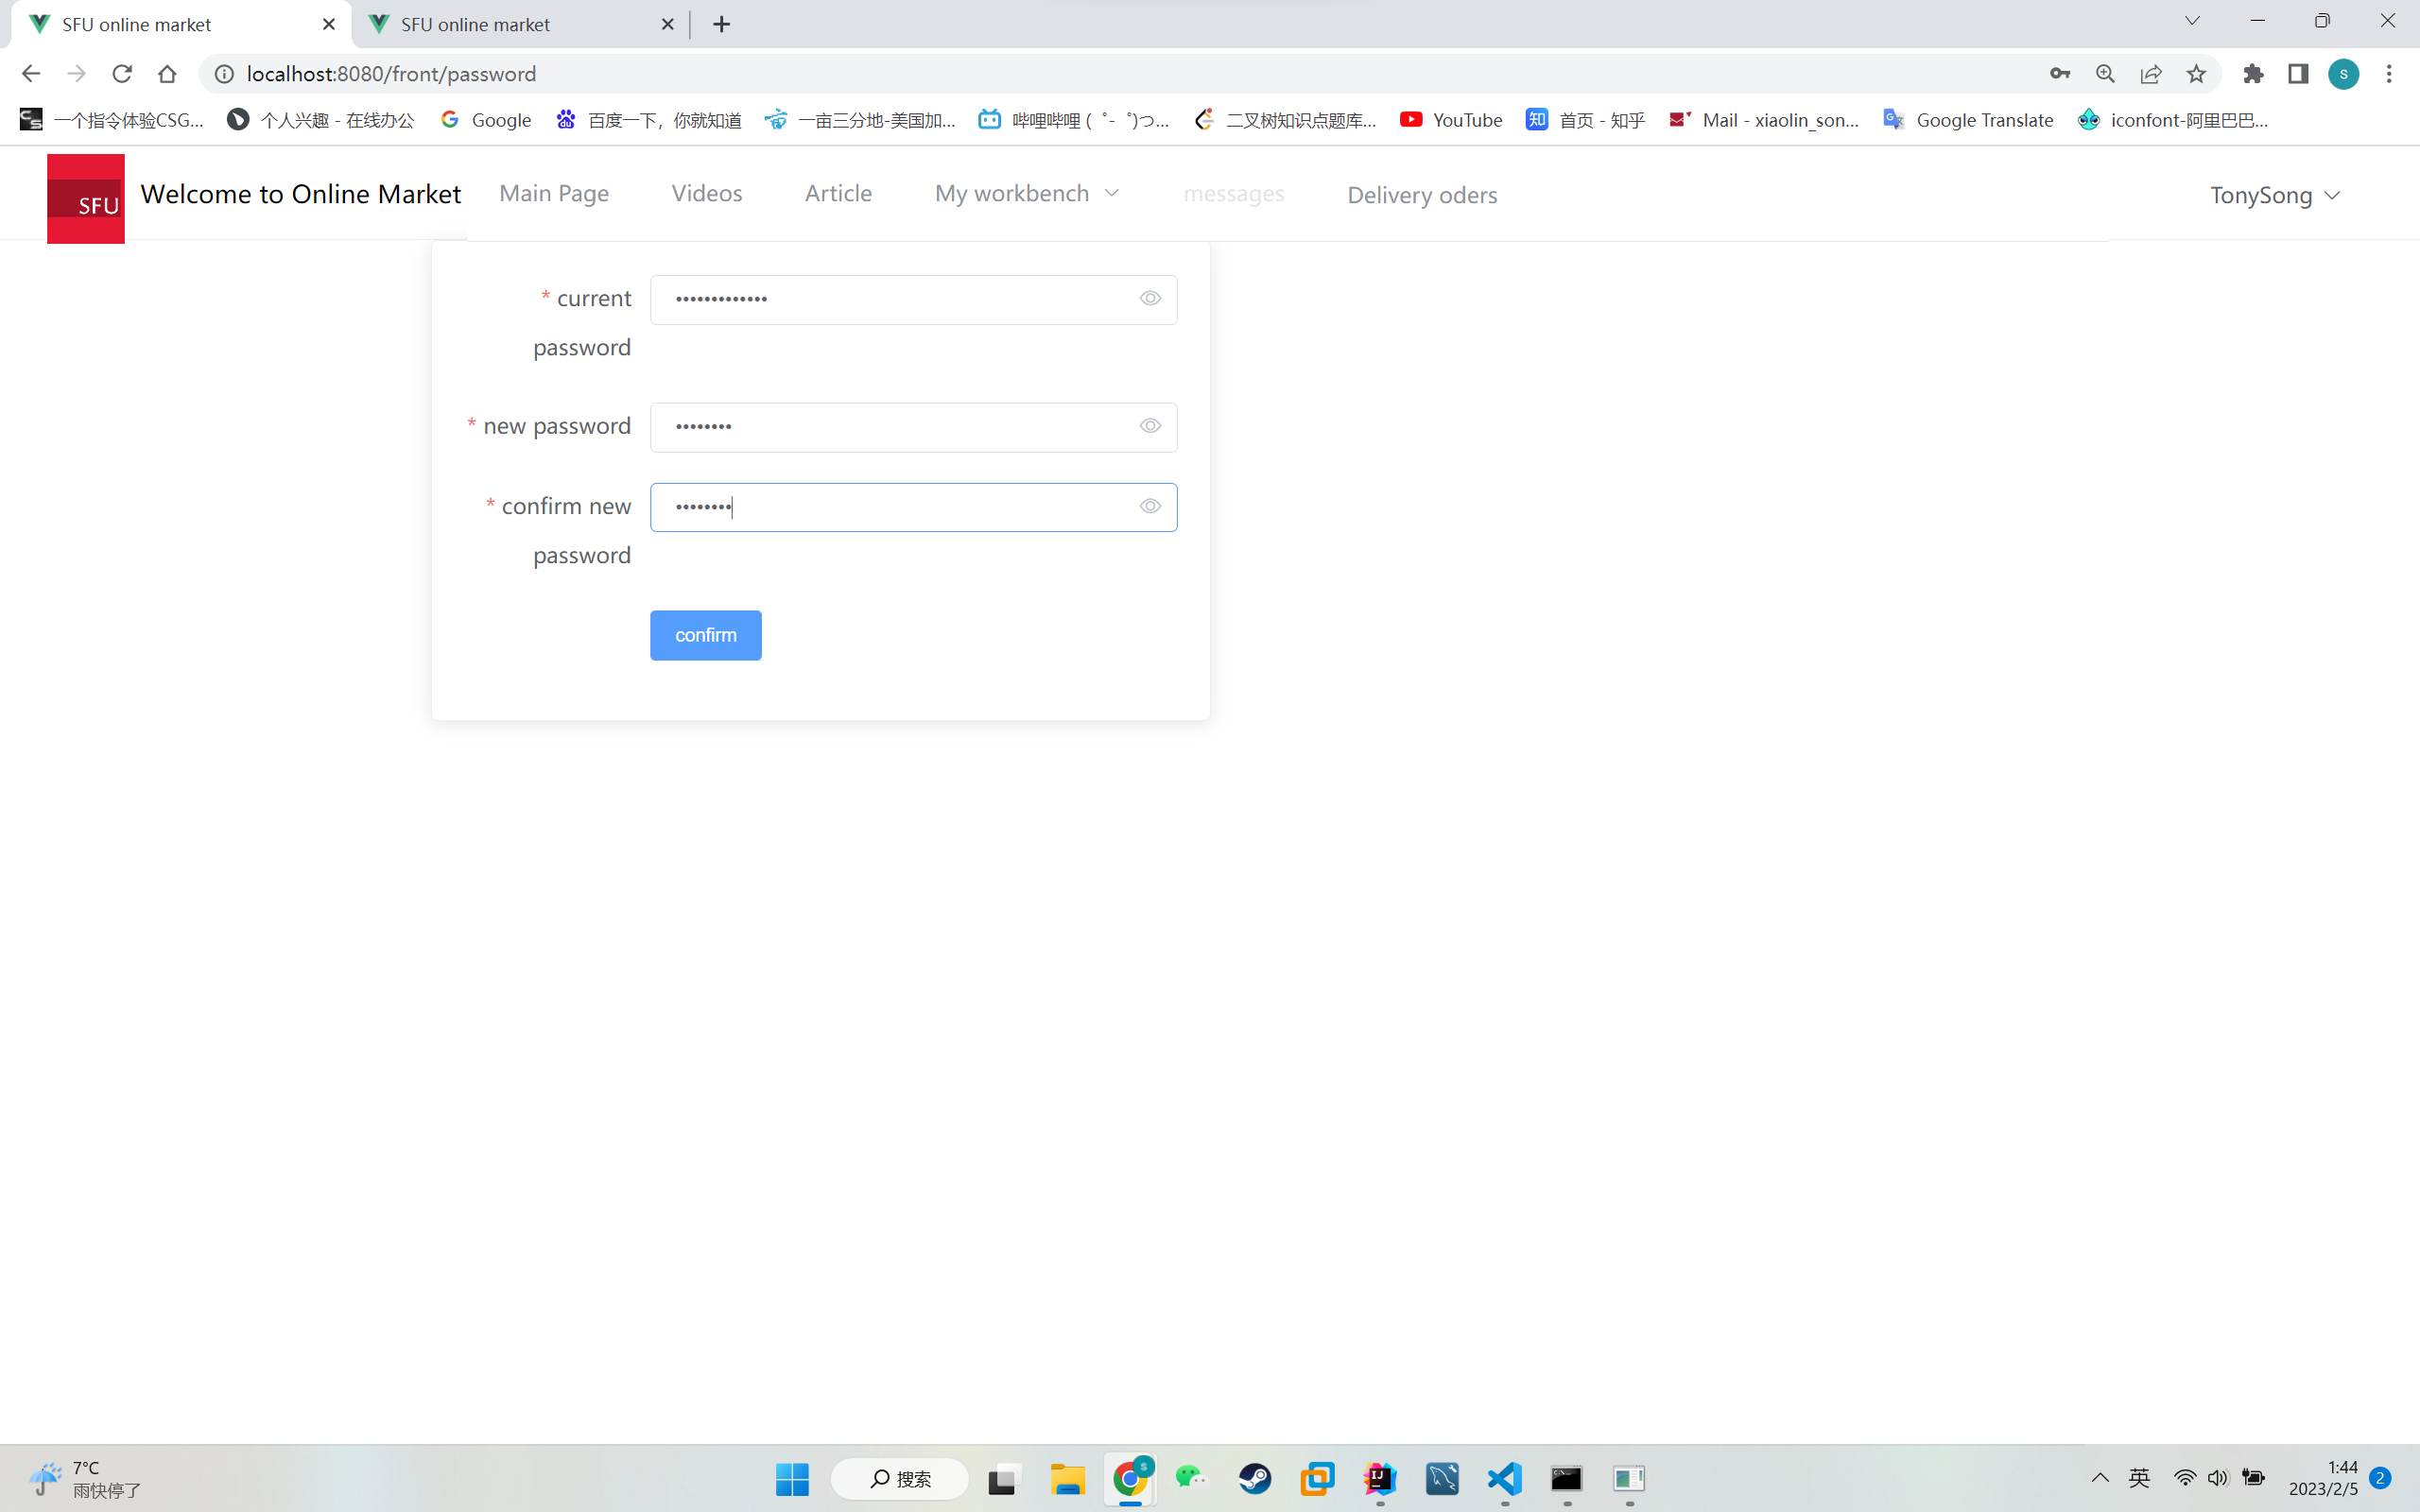 SFU online market
SFU online market
localhost:8080/front/password
S
一个指令体验CSG...
个人兴趣 - 在线办公
Google
百度一下，你就知道
一亩三分地-美国加...
哔哩哔哩 ( ゜- ゜)つ...
二叉树知识点题库...
YouTube
知 首页 - 知乎
Mail - xiaolin_son...
Google Translate
iconfont-阿里巴巴...
SFU
Welcome to Online Market
Main Page
Videos
Article
My workbench
messages
Delivery oders
TonySong
* current
password
•••••••••••••
* new password
••••••••
* confirm new
password
••••••••
confirm
7°C
雨快停了
搜索
英
1:44
2023/2/5
2